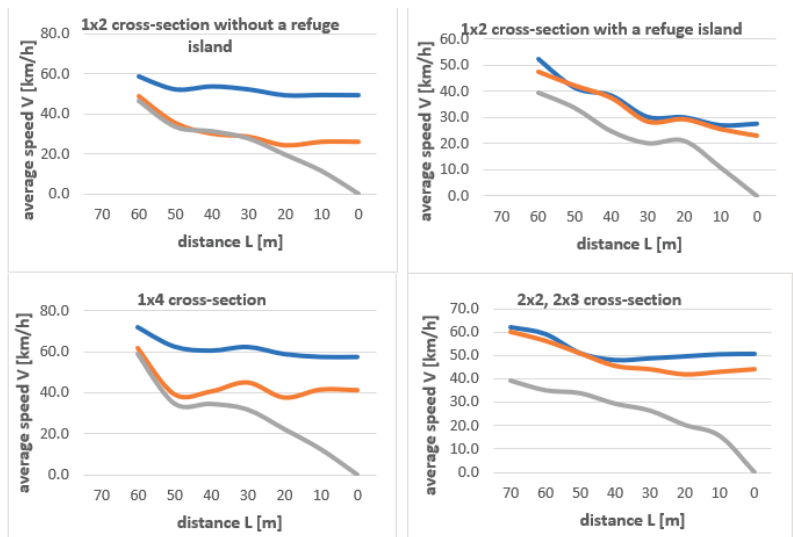 1x2 cross-section without a refuge
island
average speed V [km/h]
80.0
60.0
40.0
20.0
0.0
70 60 50 40 30 20 10 0
distance L [m]
1x2 cross-section with a refuge island
average speed V [km/h]
60.0
50.0
40.0
30.0
20.0
10.0
0.0
70 60 50 40 30 20 10 0
distance L [m]
1x4 cross-section
average speed V [km/h]
80.0
60.0
40.0
20.0
0.0
70 60 50 40 30 20 10 0
distance L [m]
2x2, 2x3 cross-section
average speed V [km/h]
70.0
60.0
50.0
40.0
30.0
20.0
10.0
0.0
70 60 50 40 30 20 10 0
distance L [m]